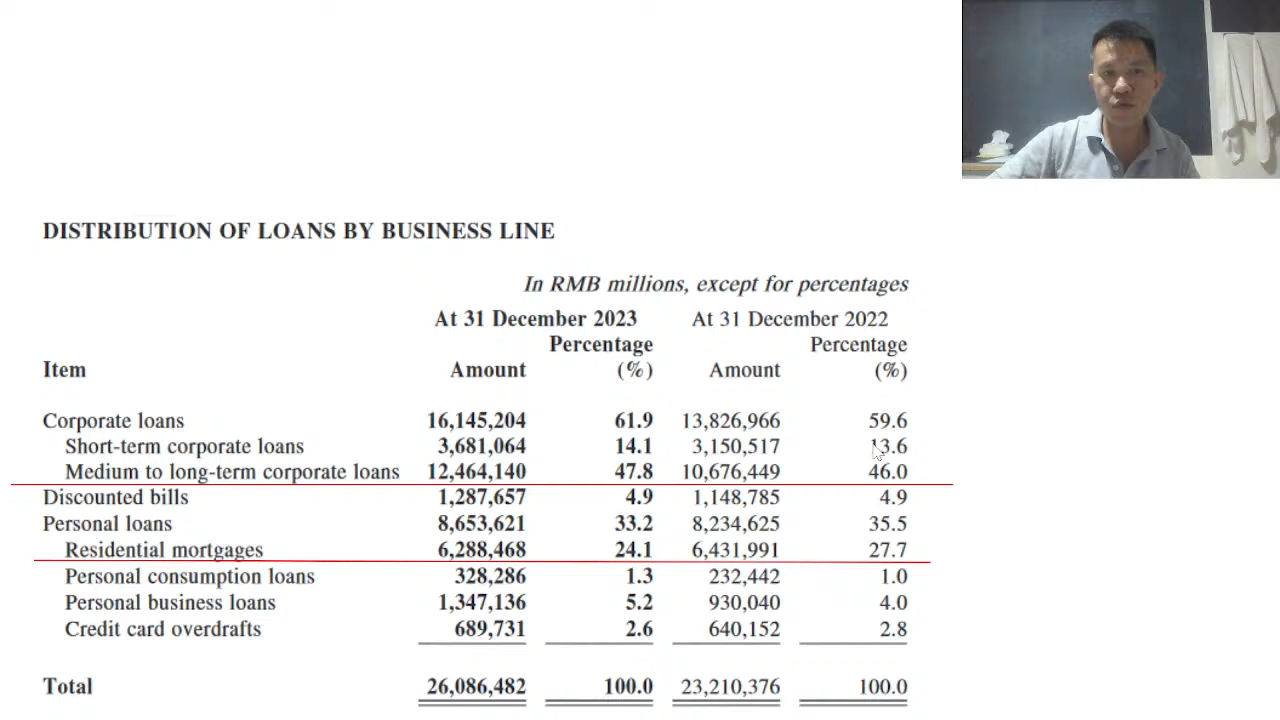 DISTRIBUTION OF LOANS BY BUSINESS LINE
In RMB millions, except for percentages
At 31 December 2023 At 31 December 2022
Percentage Percentage
Item Amount (%) Amount (%)
Corporate loans 16,145,204 61.9 13,826,966 59.6
Short-term corporate loans 3,681,064 14.1 3,150,517 13.6
Medium to long-term corporate loans 12,464,140 47.8 10,676,449 46.0
Discounted bills 1,287,657 4.9 1,148,785 4.9
Personal loans 8,653,621 33.2 8,234,625 35.5
Residential mortgages 6,288,468 24.1 6,431,991 27.7
Personal consumption loans 328,286 1.3 232,442 1.0
Personal business loans 1,347,136 5.2 930,040 4.0
Credit card overdrafts 689,731 2.6 640,152 2.8
Total 26,086,482 100.0 23,210,376 100.0